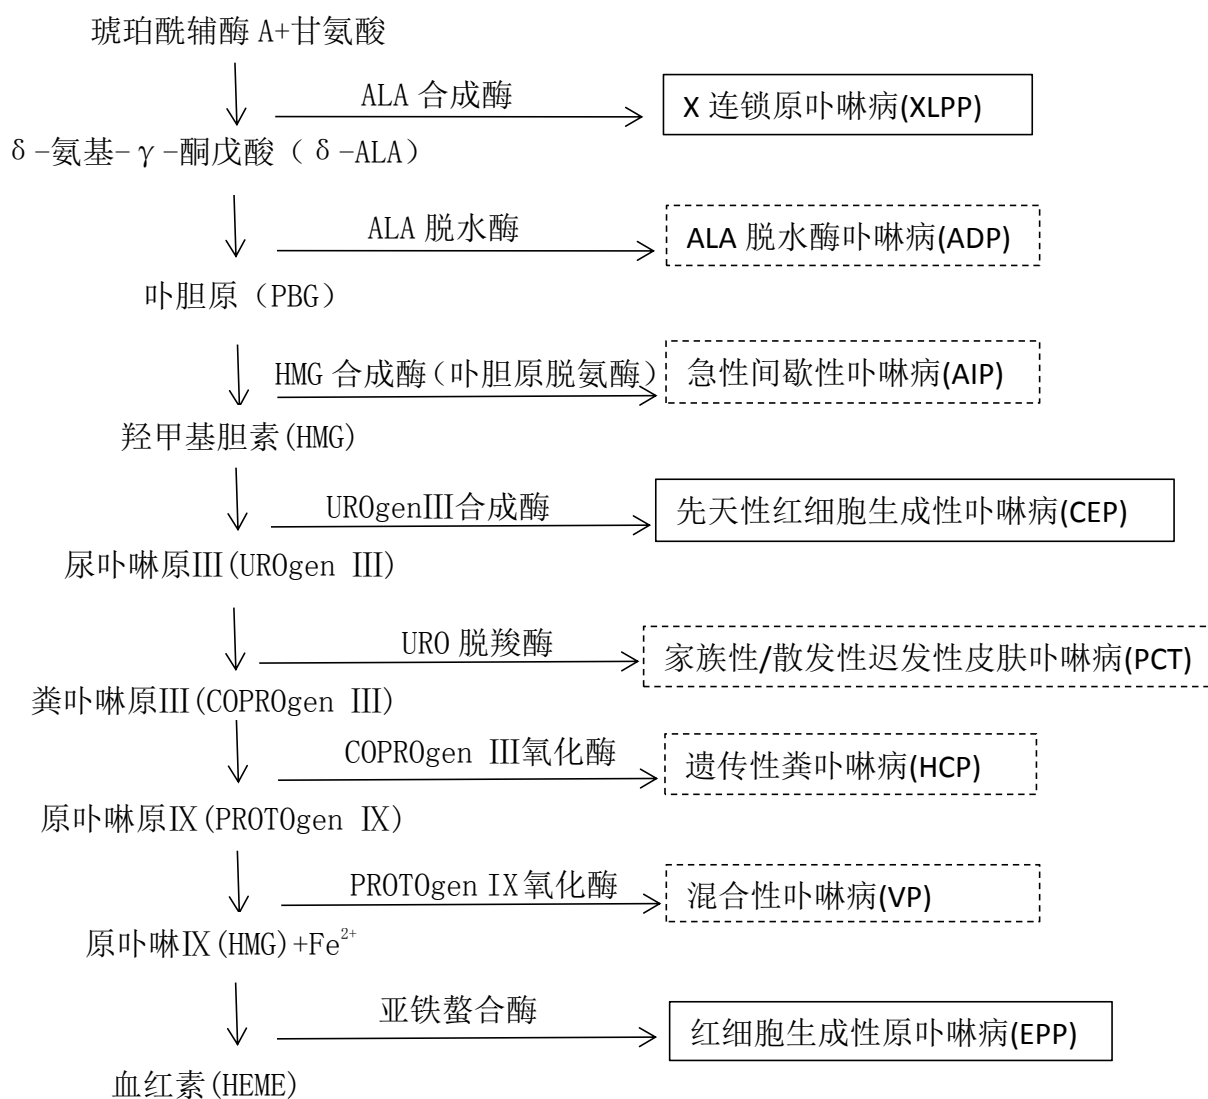 琥珀酰辅酶 A+甘氨酸
ALA 合成酶
X 连锁原卟啉病(XLPP)
δ-氨基-γ-酮戊酸（δ-ALA）
ALA 脱水酶
ALA 脱水酶卟啉病(ADP)
卟胆原（PBG）
HMG 合成酶（卟胆原脱氨酶）
急性间歇性卟啉病(AIP)
羟甲基胆素(HMG)
UROgenⅢ合成酶
先天性红细胞生成性卟啉病(CEP)
尿卟啉原Ⅲ(UROgen Ⅲ)
URO 脱羧酶
家族性/散发性迟发性皮肤卟啉病(PCT)
粪卟啉原Ⅲ(COPROgen Ⅲ)
COPROgen Ⅲ氧化酶
遗传性粪卟啉病(HCP)
原卟啉原Ⅸ(PROTOgen Ⅸ)
PROTOgen IX氧化酶
混合性卟啉病(VP)
原卟啉Ⅸ(HMG)+Fe²⁺
亚铁螯合酶
红细胞生成性原卟啉病(EPP)
血红素(HEME)